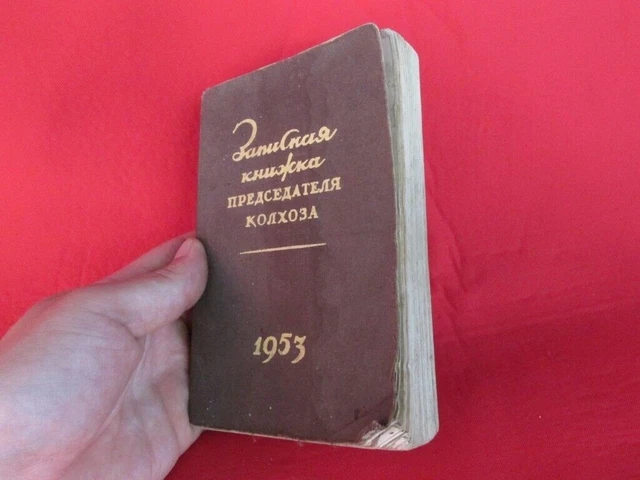 Записная
книжка
ПРЕДСЕДАТЕЛЯ
КОЛХОЗА
1953